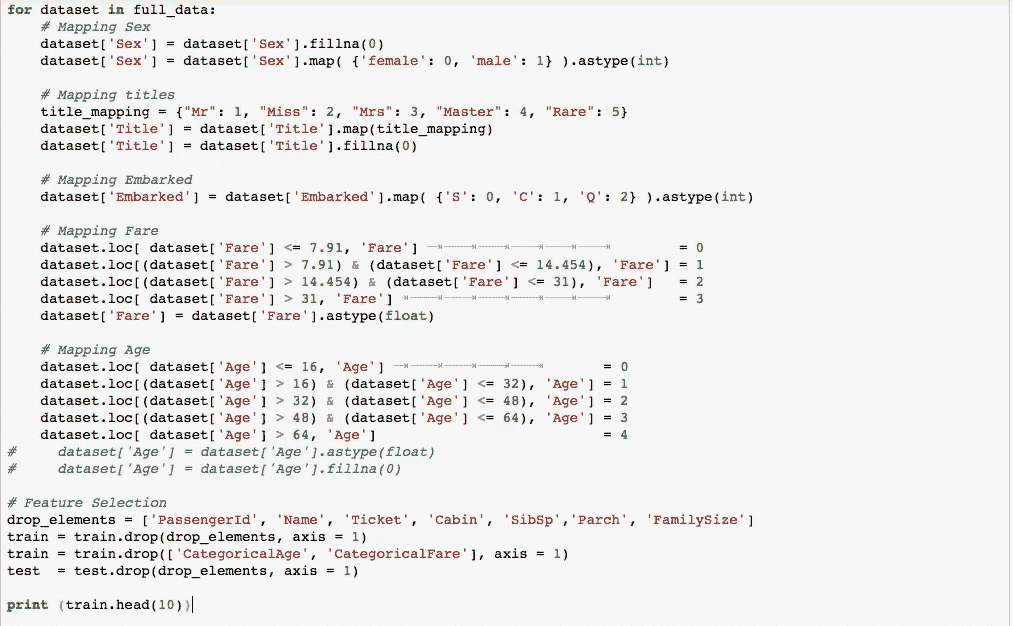 for dataset in full_data:
    # Mapping Sex
    dataset['Sex'] = dataset['Sex'].fillna(0)
    dataset['Sex'] = dataset['Sex'].map( {'female': 0, 'male': 1} ).astype(int)

    # Mapping titles
    title_mapping = {"Mr": 1, "Miss": 2, "Mrs": 3, "Master": 4, "Rare": 5}
    dataset['Title'] = dataset['Title'].map(title_mapping)
    dataset['Title'] = dataset['Title'].fillna(0)

    # Mapping Embarked
    dataset['Embarked'] = dataset['Embarked'].map( {'S': 0, 'C': 1, 'Q': 2} ).astype(int)

    # Mapping Fare
    dataset.loc[ dataset['Fare'] <= 7.91, 'Fare']                               = 0
    dataset.loc[(dataset['Fare'] > 7.91) & (dataset['Fare'] <= 14.454), 'Fare'] = 1
    dataset.loc[(dataset['Fare'] > 14.454) & (dataset['Fare'] <= 31), 'Fare']   = 2
    dataset.loc[ dataset['Fare'] > 31, 'Fare']                                  = 3
    dataset['Fare'] = dataset['Fare'].astype(float)

    # Mapping Age
    dataset.loc[ dataset['Age'] <= 16, 'Age']                          = 0
    dataset.loc[(dataset['Age'] > 16) & (dataset['Age'] <= 32), 'Age'] = 1
    dataset.loc[(dataset['Age'] > 32) & (dataset['Age'] <= 48), 'Age'] = 2
    dataset.loc[(dataset['Age'] > 48) & (dataset['Age'] <= 64), 'Age'] = 3
    dataset.loc[ dataset['Age'] > 64, 'Age']                           = 4
#     dataset['Age'] = dataset['Age'].astype(float)
#     dataset['Age'] = dataset['Age'].fillna(0)

# Feature Selection
drop_elements = ['PassengerId', 'Name', 'Ticket', 'Cabin', 'SibSp','Parch', 'FamilySize']
train = train.drop(drop_elements, axis = 1)
train = train.drop(['CategoricalAge', 'CategoricalFare'], axis = 1)
test  = test.drop(drop_elements, axis = 1)

print (train.head(10))